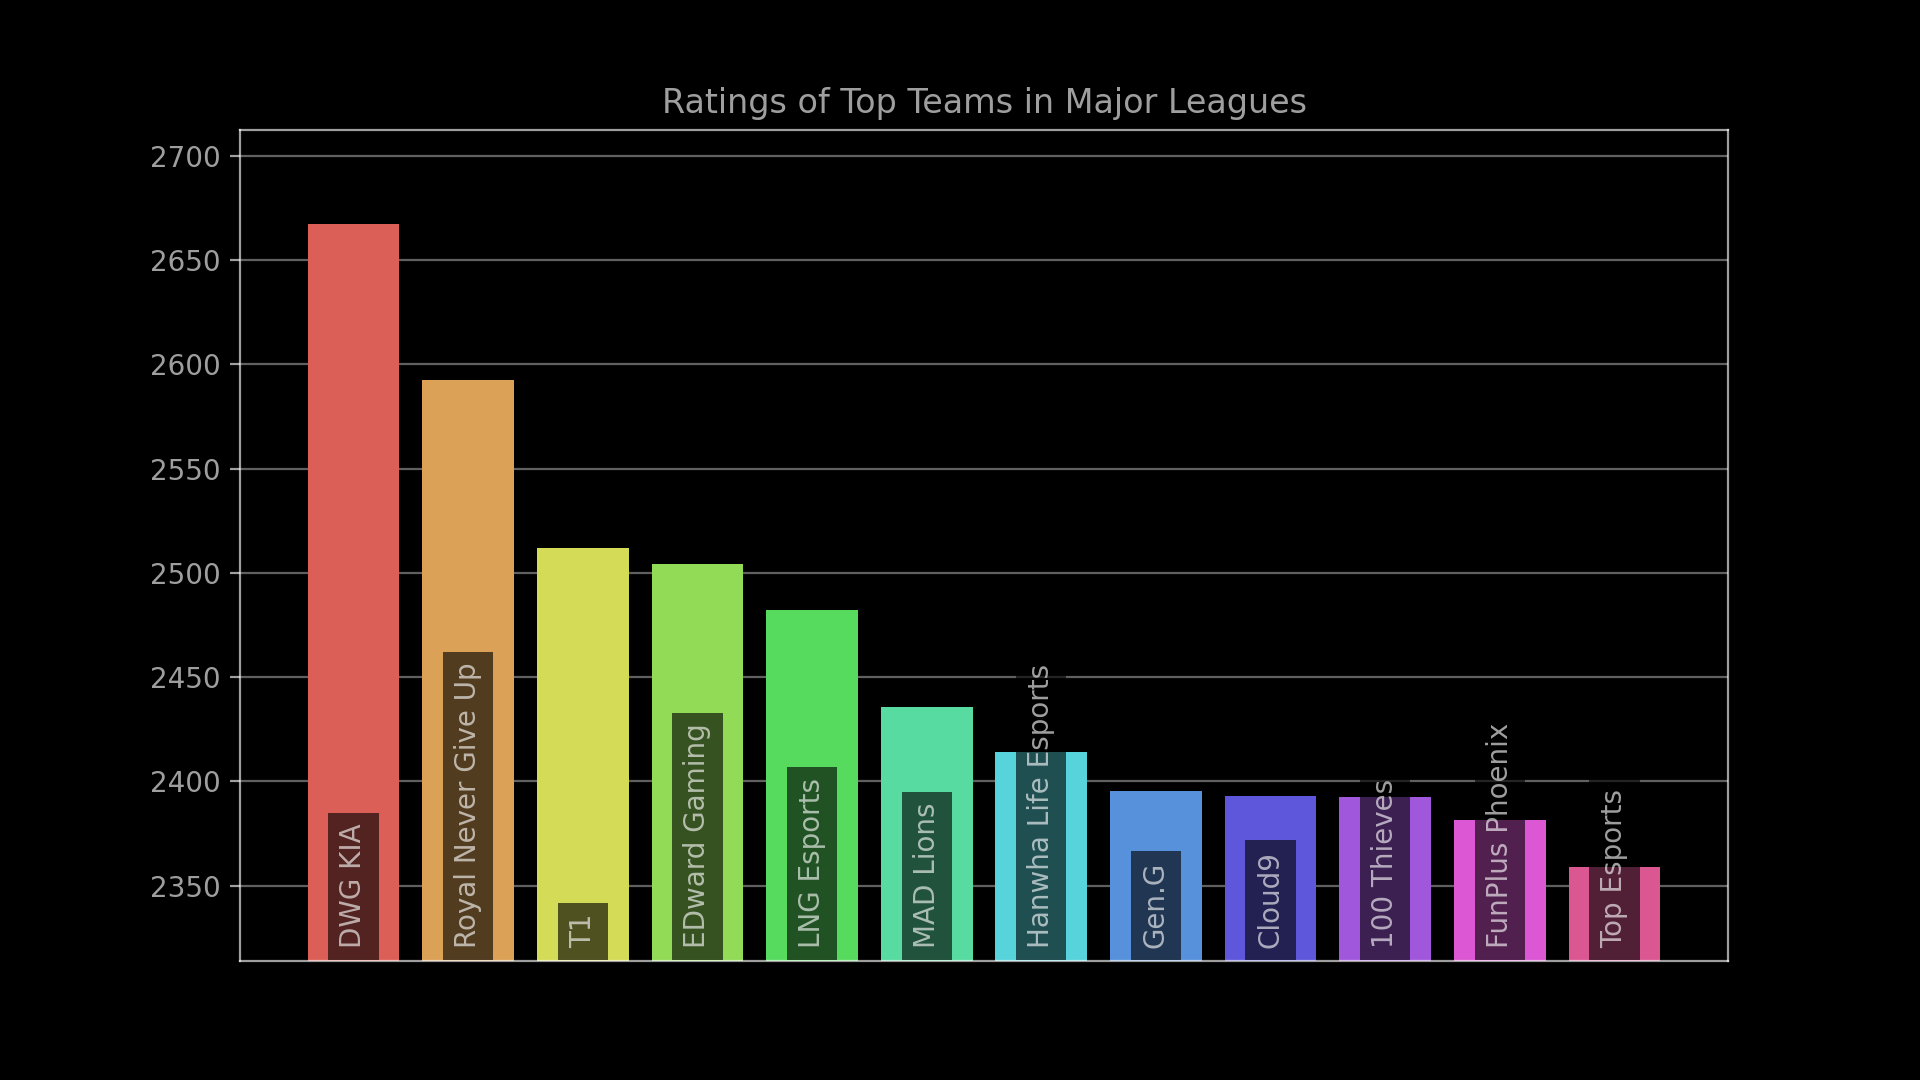 Ratings of Top Teams in Major Leagues
2700
2650
2600
2550
2500
2450
2400
2350
DWG KIA
Royal Never Give Up
T1
EDward Gaming
LNG Esports
MAD Lions
Hanwha Life Esports
Gen.G
Cloud9
100 Thieves
FunPlus Phoenix
Top Esports